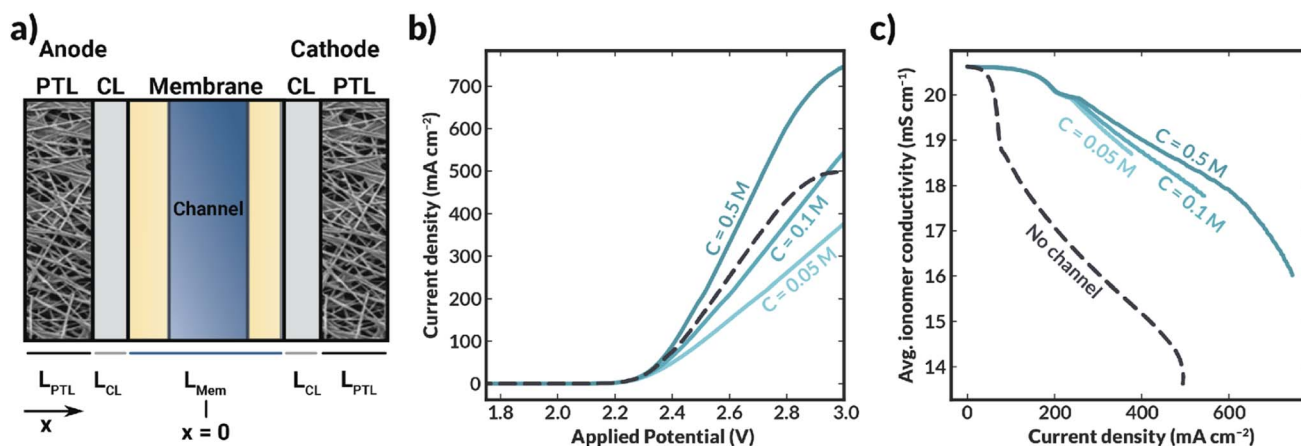 a)
Anode Cathode
PTL CL Membrane CL PTL
Channel
L_PTL L_CL L_Mem L_CL L_PTL
x
x = 0
b)
Current density (mA cm⁻²)
700
600
500
400
300
200
100
0
C = 0.5 M
C = 0.1 M
C = 0.05 M
1.8 2.0 2.2 2.4 2.6 2.8 3.0
Applied Potential (V)
c)
Avg. ionomer conductivity (mS cm⁻¹)
20
19
18
17
16
15
14
C = 0.05 M
C = 0.5 M
C = 0.1 M
No channel
0 200 400 600
Current density (mA cm⁻²)